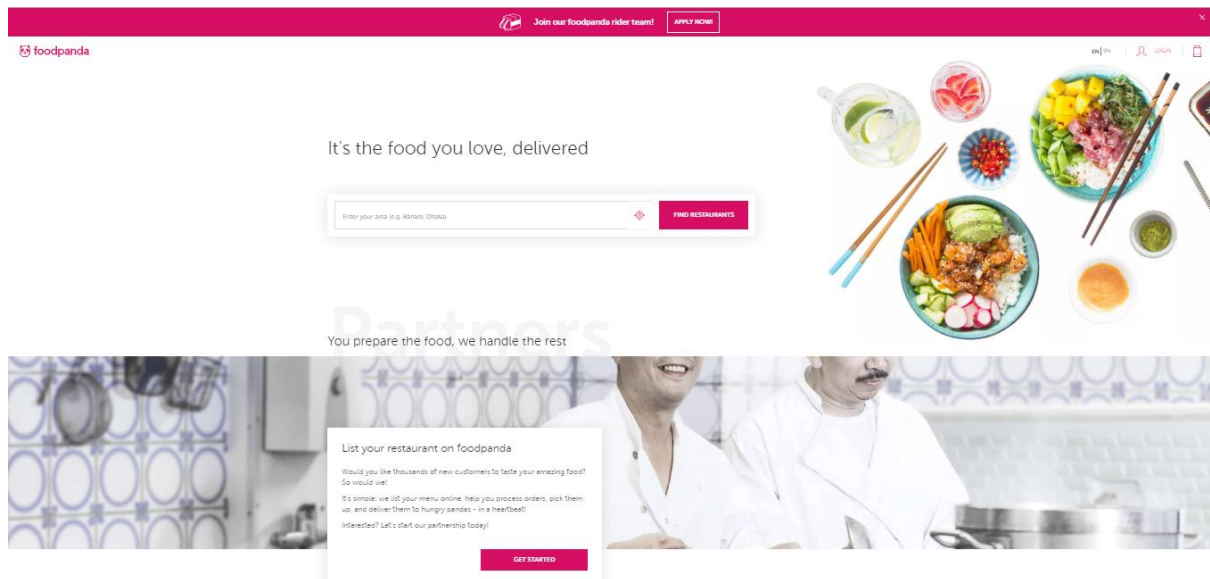 Join our foodpanda rider team!
APPLY NOW!
×
foodpanda
EN
EN
LOGIN
It's the food you love, delivered
Enter your area (e.g. Banani, Dhaka)
FIND RESTAURANTS
Partners
You prepare the food, we handle the rest
List your restaurant on foodpanda
Would you like thousands of new customers to taste your amazing food?
So would we!
It's simple: we list your menu online, help you process orders, pick them
up, and deliver them to hungry pandas – in a heartbeat!
Interested? Let's start our partnership today!
GET STARTED